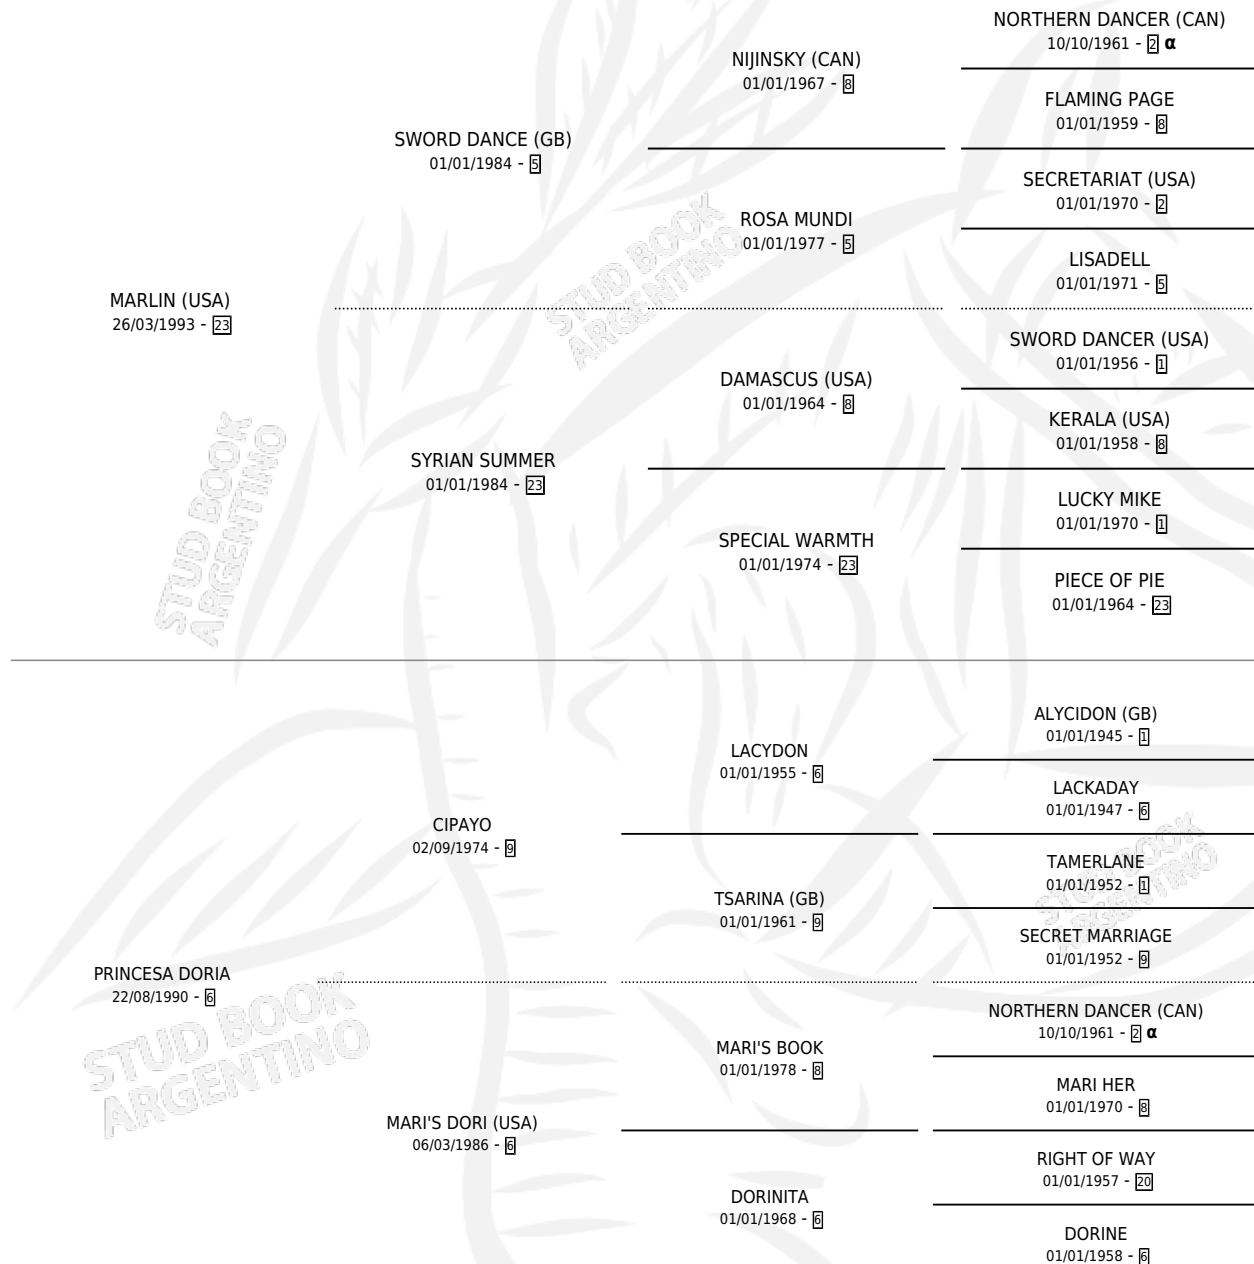 NORTHERN DANCER (CAN)
10/10/1961 - 2 α
NIJINSKY (CAN)
01/01/1967 - 8
FLAMING PAGE
01/01/1959 - 8
SWORD DANCE (GB)
01/01/1984 - 5
SECRETARIAT (USA)
01/01/1970 - 2
ROSA MUNDI
01/01/1977 - 5
LISADELL
01/01/1971 - 5
STUD BOOK
ARGENTINO
MARLIN (USA)
26/03/1993 - 23
SWORD DANCER (USA)
01/01/1956 - 1
DAMASCUS (USA)
01/01/1964 - 8
KERALA (USA)
01/01/1958 - 8
SYRIAN SUMMER
01/01/1984 - 23
LUCKY MIKE
01/01/1970 - 1
SPECIAL WARMTH
01/01/1974 - 23
PIECE OF PIE
01/01/1964 - 23
STUD BOOK
ARGENTINO
ALYCIDON (GB)
01/01/1945 - 1
LACYDON
01/01/1955 - 6
LACKADAY
01/01/1947 - 6
CIPAYO
02/09/1974 - 9
TAMERLANE
01/01/1952 - 1
TSARINA (GB)
01/01/1961 - 9
SECRET MARRIAGE
01/01/1952 - 9
STUD BOOK
ARGENTINO
PRINCESA DORIA
22/08/1990 - 6
NORTHERN DANCER (CAN)
10/10/1961 - 2 α
MARI'S BOOK
01/01/1978 - 8
MARI HER
01/01/1970 - 8
STUD BOOK
ARGENTINO
MARI'S DORI (USA)
06/03/1986 - 6
RIGHT OF WAY
01/01/1957 - 20
DORINITA
01/01/1968 - 6
DORINE
01/01/1958 - 6